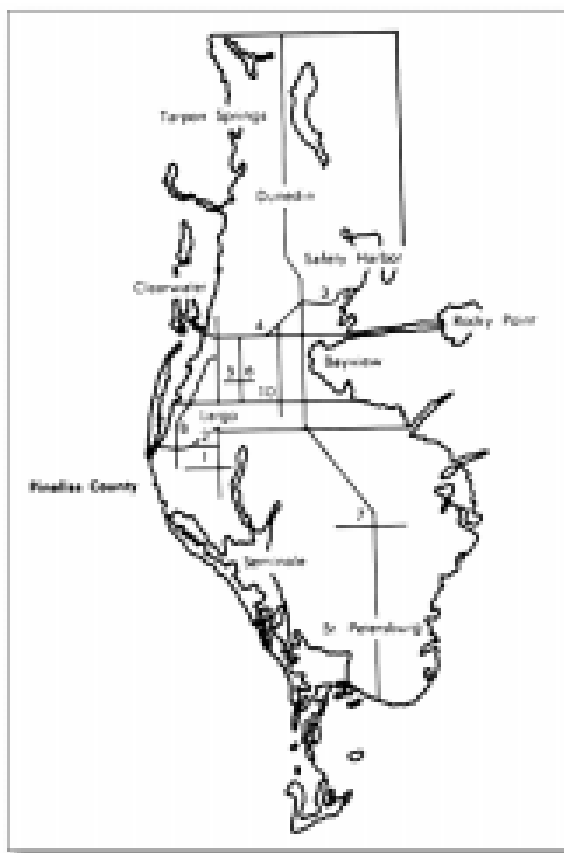 Tarpon Springs
Dunedin
Safety Harbor
Clearwater
3
Rocky Point
4
Bayview
5 6
10
Largo
2
1
Pinellas County
7
Seminole
St. Petersburg